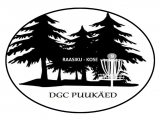 RAASIKU - KOSE
DGC PUUKÄED